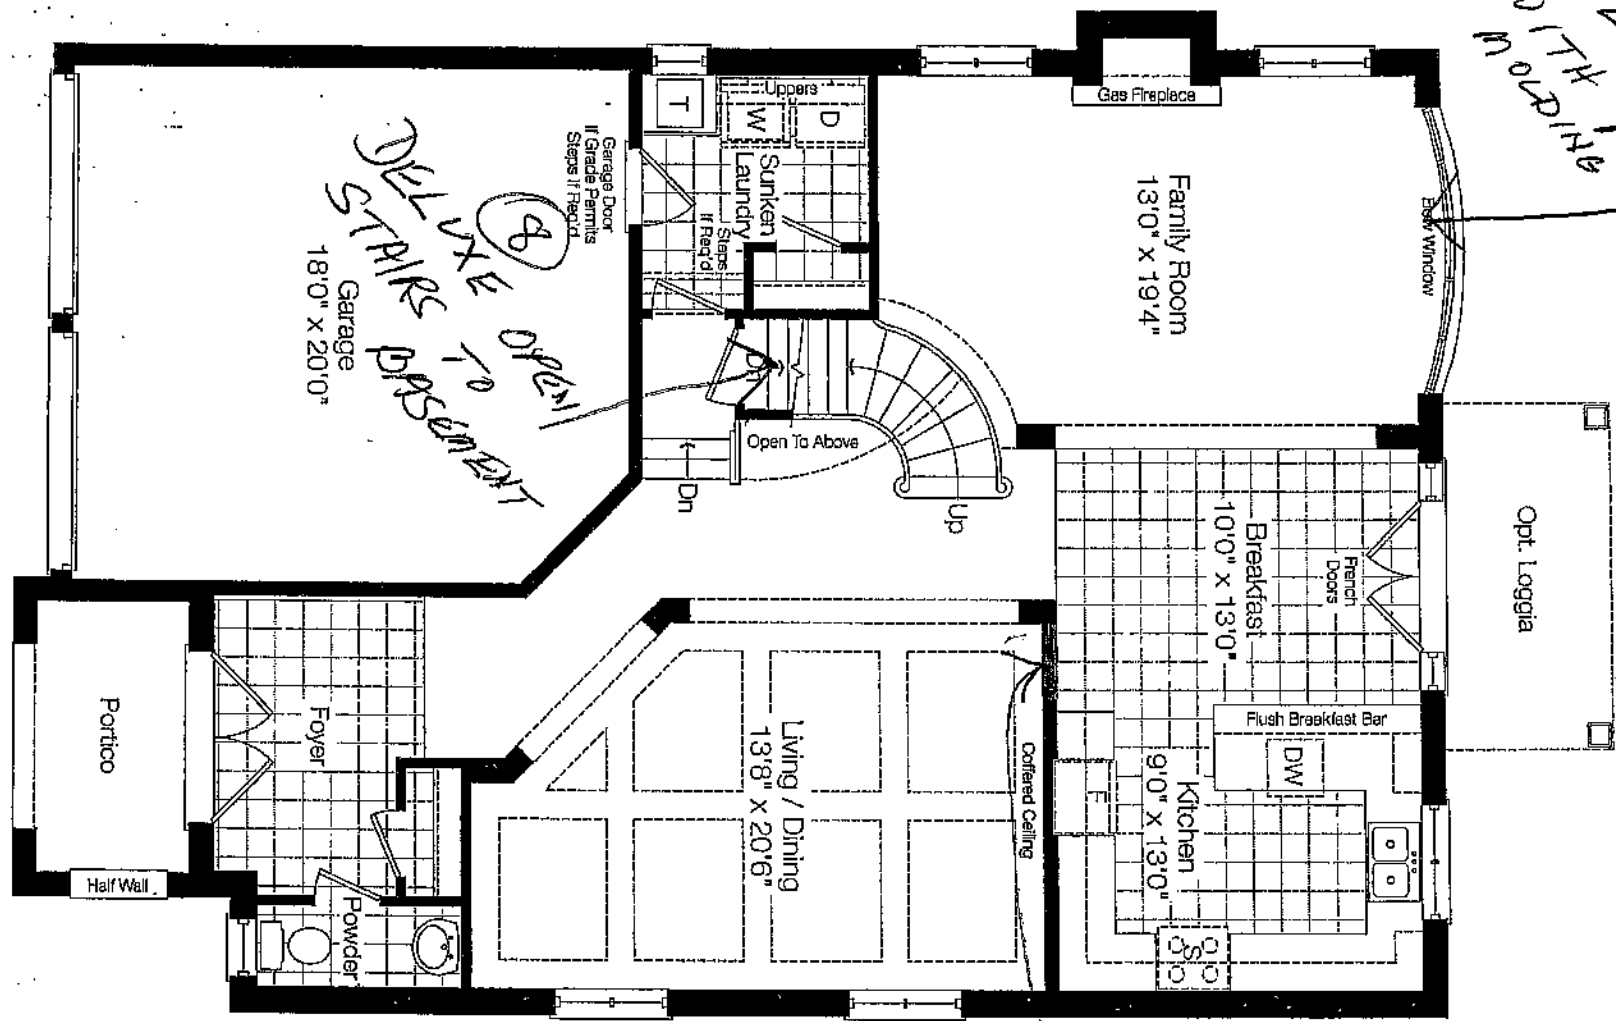 WITH
MOLDING
Gas Fireplace
Bow Window
Family Room
13'0" x 19'4"
Uppers
T
W
D
Sunken
Laundry
Steps
If Req'd
Garage Door
If Grade Permits
Steps If Req'd
8
DELUXE OPEN
STAIRS TO
BASEMENT
Garage
18'0" x 20'0"
Dn
Open To Above
Dn
Up
Opt. Loggia
French
Doors
Breakfast
10'0" x 13'0"
Flush Breakfast Bar
DW
Kitchen
9'0" x 13'0"
F
S
Coffered Ceiling
Living / Dining
13'8" x 20'6"
Foyer
Portico
Half Wall
Powder